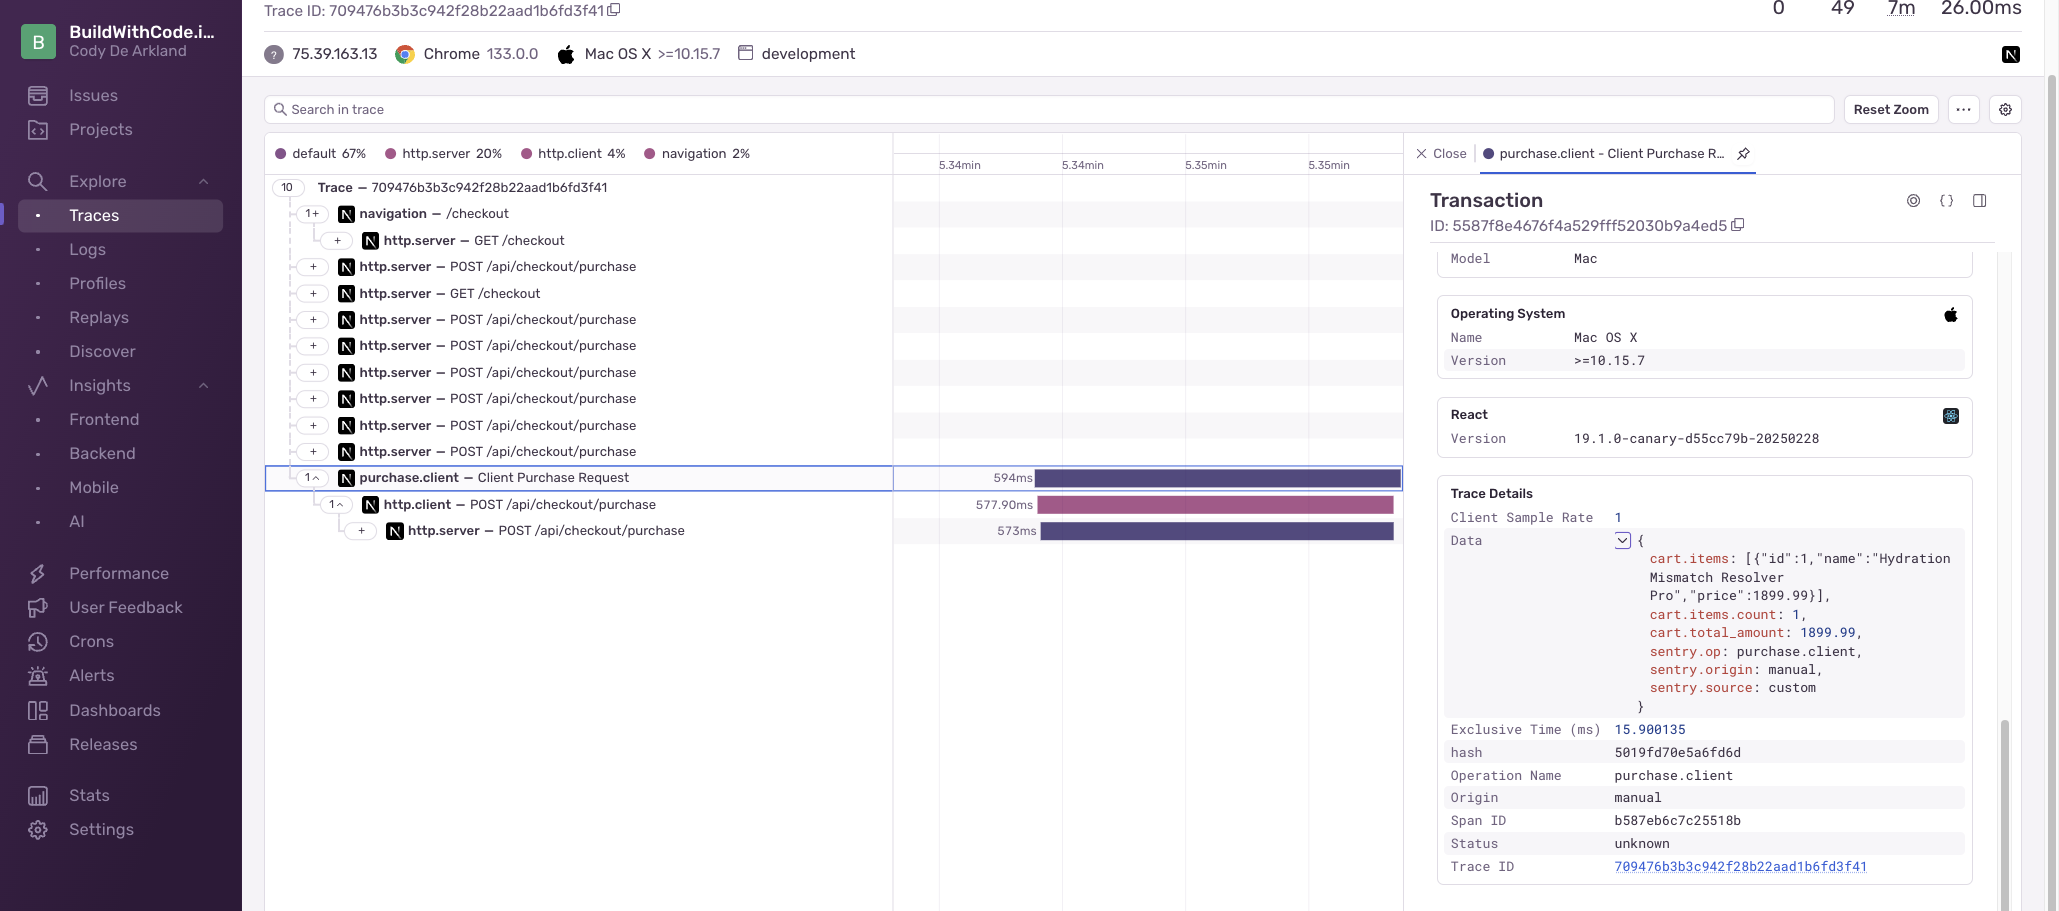 B
BuildWithCode.i...
Cody De Arkland
Issues
Projects
Explore
Traces
Logs
Profiles
Replays
Discover
Insights
Frontend
Backend
Mobile
AI
Performance
User Feedback
Crons
Alerts
Dashboards
Releases
Stats
Settings
Trace ID: 709476b3b3c942f28b22aad1b6fd3f41
0 49 7m 26.00ms
? 75.39.163.13 Chrome 133.0.0 Mac OS X >=10.15.7 development
N
Search in trace
Reset Zoom
...
default 67% http.server 20% http.client 4% navigation 2%
5.34min 5.34min 5.35min 5.35min
10 Trace — 709476b3b3c942f28b22aad1b6fd3f41
1+ N navigation — /checkout
+ N http.server — GET /checkout
+ N http.server — POST /api/checkout/purchase
+ N http.server — GET /checkout
+ N http.server — POST /api/checkout/purchase
+ N http.server — POST /api/checkout/purchase
+ N http.server — POST /api/checkout/purchase
+ N http.server — POST /api/checkout/purchase
+ N http.server — POST /api/checkout/purchase
+ N http.server — POST /api/checkout/purchase
1 N purchase.client — Client Purchase Request 594ms
1 N http.client — POST /api/checkout/purchase 577.90ms
+ N http.server — POST /api/checkout/purchase 573ms
Close
purchase.client - Client Purchase R...
Transaction
{}
ID: 5587f8e4676f4a529fff52030b9a4ed5
Model Mac
Operating System
Name Mac OS X
Version >=10.15.7
React
Version 19.1.0-canary-d55cc79b-20250228
Trace Details
Client Sample Rate 1
Data {
cart.items: [{"id":1,"name":"Hydration
Mismatch Resolver
Pro","price":1899.99}],
cart.items.count: 1,
cart.total_amount: 1899.99,
sentry.op: purchase.client,
sentry.origin: manual,
sentry.source: custom
}
Exclusive Time (ms) 15.900135
hash 5019fd70e5a6fd6d
Operation Name purchase.client
Origin manual
Span ID b587eb6c7c25518b
Status unknown
Trace ID 709476b3b3c942f28b22aad1b6fd3f41